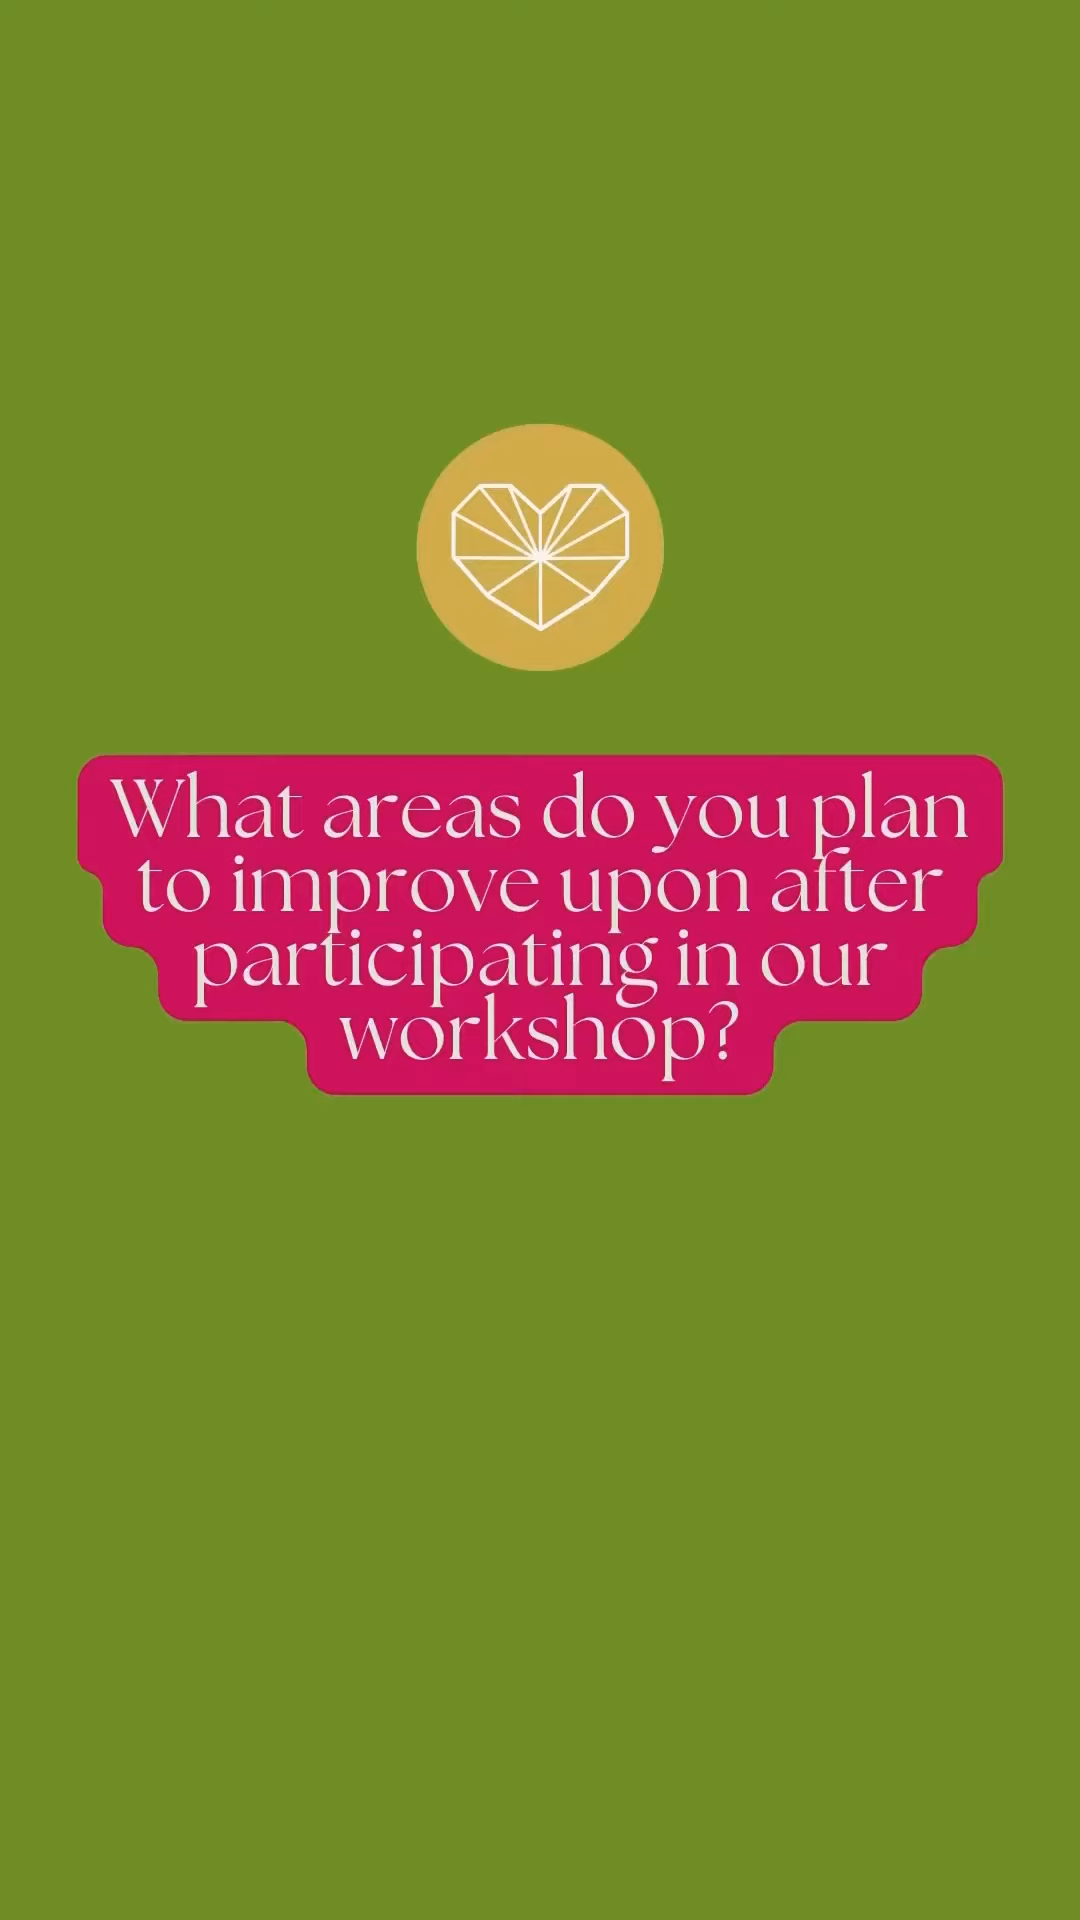 What areas do you plan
to improve upon after
participating in our
workshop?